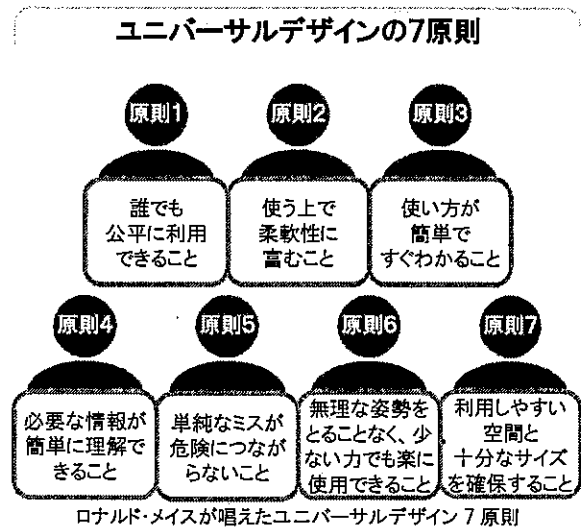 ユニバーサルデザインの7原則
原則1
原則2
原則3
誰でも
公平に利用
できること
使う上で
柔軟性に
富むこと
使い方が
簡単で
すぐわかること
原則4
原則5
原則6
原則7
必要な情報が
簡単に理解で
きること
単純なミスが
危険につなが
らないこと
無理な姿勢を
とることなく、少
ない力でも楽に
使用できること
利用しやすい
空間と
十分なサイズ
を確保すること
ロナルド・メイスが唱えたユニバーサルデザイン 7 原則